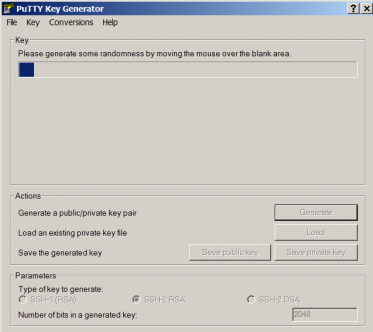 PuTTY Key Generator
File Key Conversions Help
Key
Please generate some randomness by moving the mouse over the blank area.
Actions
Generate a public/private key pair Generate
Load an existing private key file Load
Save the generated key Save public key Save private key
Parameters
Type of key to generate:
SSH-1 (RSA) SSH-2 RSA SSH-2 DSA
Number of bits in a generated key: 2048